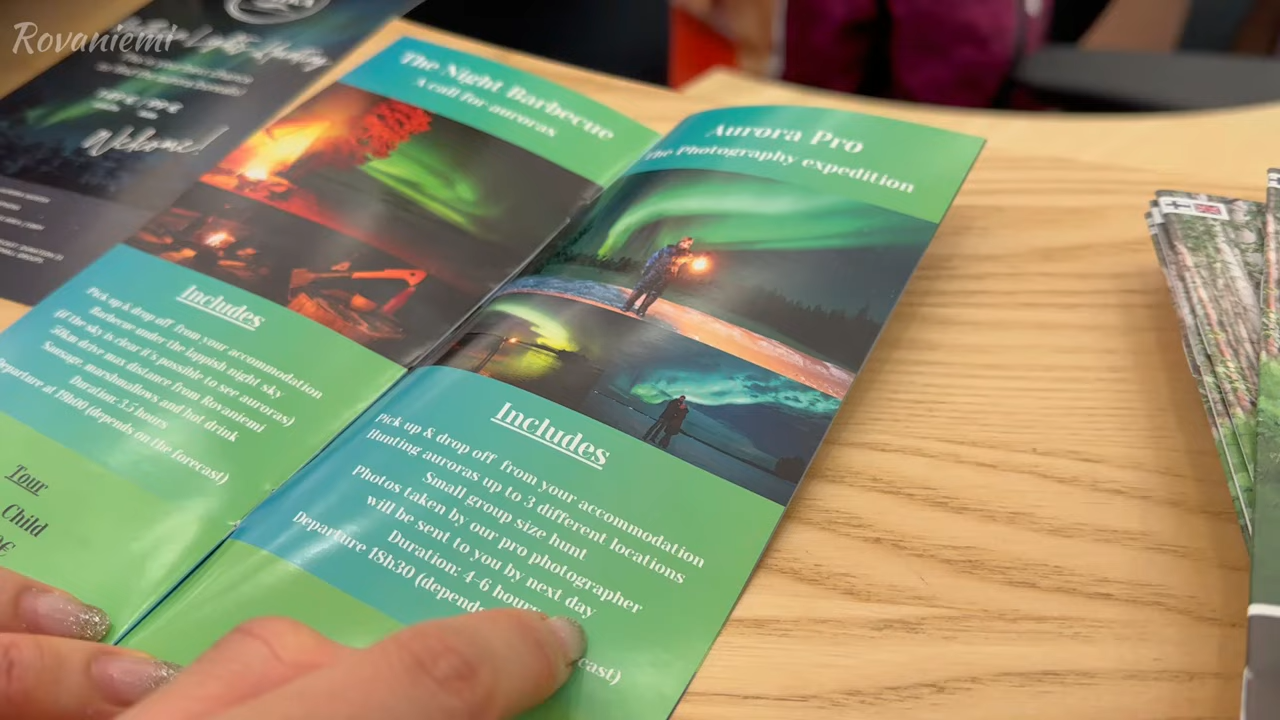 Rovaniemi
Welcome!
The Night Barbecue
A call for auroras
Includes
Pick up & drop off from your accommodation
Barbecue under the lappish night sky
(if the sky is clear it's possible to see auroras)
50km drive max distance from Rovaniemi
Sausage, marshmallows and hot drink
Duration: 3.5 hours
Departure at 19h00 (depends on the forecast)
Tour
Child
Aurora Pro
The Photography expedition
Includes
Pick up & drop off from your accommodation
Hunting auroras up to 3 different locations
Small group size hunt
Photos taken by our pro photographer
will be sent to you by next day
Duration: 4-6 hours
Departure 18h30 (depends
cast)